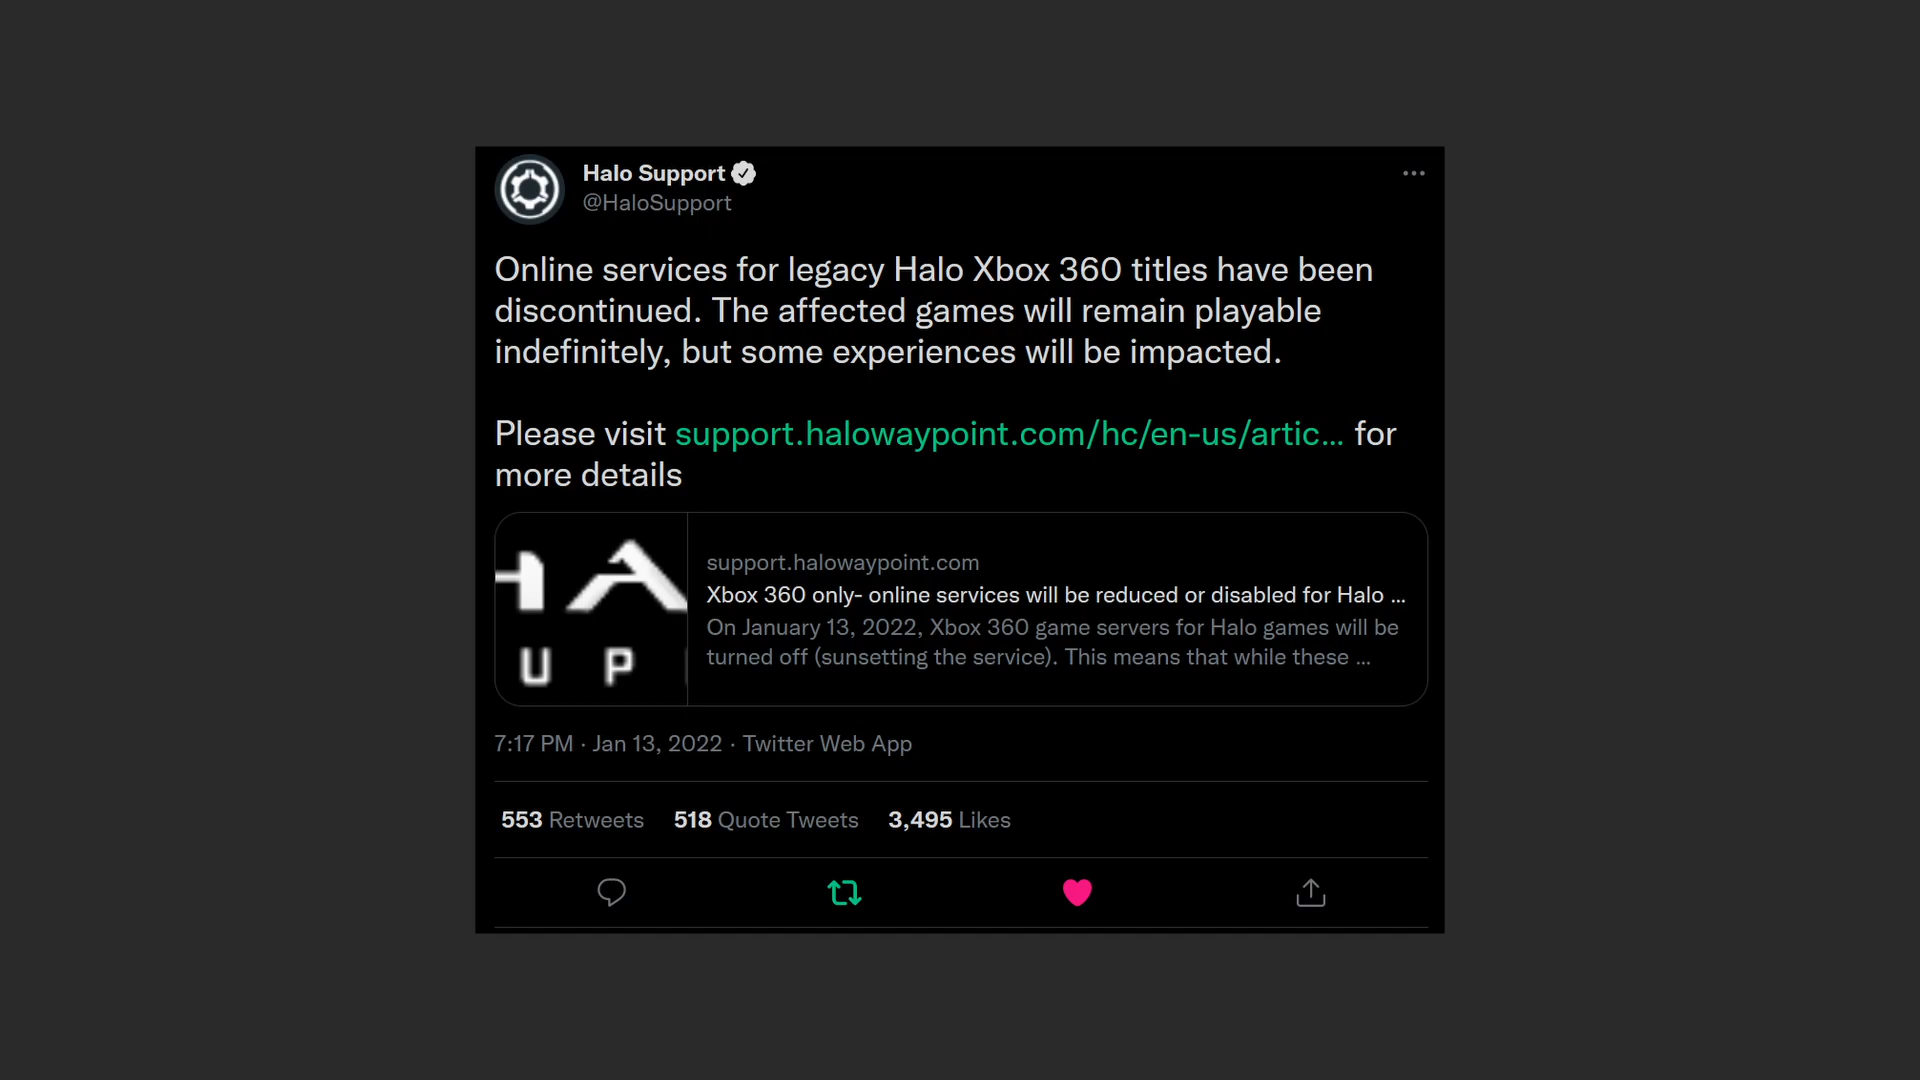 Halo Support
@HaloSupport
Online services for legacy Halo Xbox 360 titles have been
discontinued. The affected games will remain playable
indefinitely, but some experiences will be impacted.
Please visit support.halowaypoint.com/hc/en-us/artic... for
more details
HA
UP
support.halowaypoint.com
Xbox 360 only- online services will be reduced or disabled for Halo ...
On January 13, 2022, Xbox 360 game servers for Halo games will be
turned off (sunsetting the service). This means that while these ...
7:17 PM · Jan 13, 2022 · Twitter Web App
553 Retweets 518 Quote Tweets 3,495 Likes